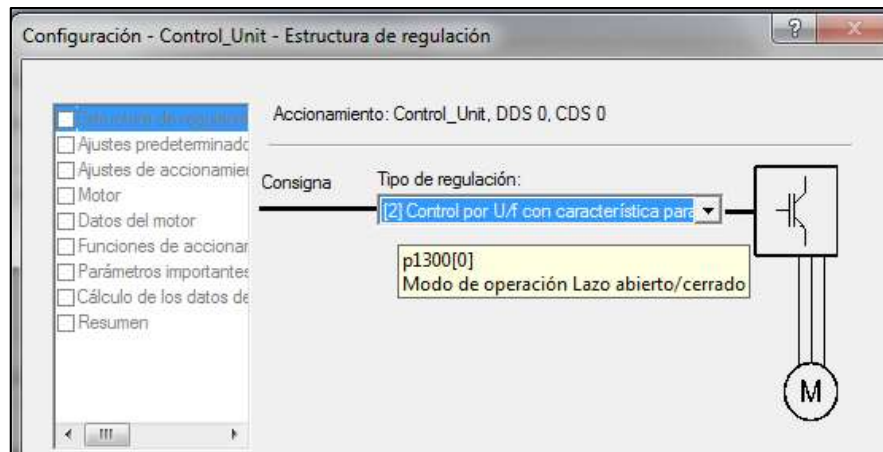 Configuración - Control_Unit - Estructura de regulación
?
Accionamiento: Control_Unit, DDS 0, CDS 0
Estructura de
Ajustes predeterminado
Ajustes de accionamie
Motor
Datos del motor
Funciones de accionar
Parámetros importantes
Cálculo de los datos de
Resumen
Consigna
Tipo de regulación:
[2] Control por U/f con característica para
p1300[0]
Modo de operación Lazo abierto/cerrado
M